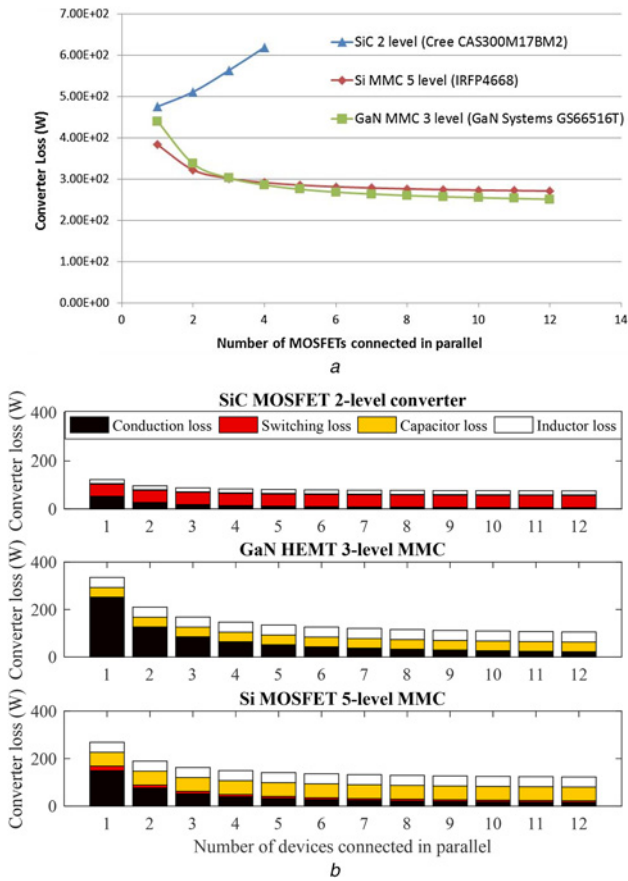 7.00E+02
6.00E+02
5.00E+02
4.00E+02
3.00E+02
2.00E+02
1.00E+02
0.00E+00
Converter Loss (W)
SiC 2 level (Cree CAS300M17BM2)
Si MMC 5 level (IRFP4668)
GaN MMC 3 level (GaN Systems GS66516T)
0 2 4 6 8 10 12 14
Number of MOSFETs connected in parallel
a
SiC MOSFET 2-level converter
Converter loss (W)
400
200
0
Conduction loss Switching loss Capacitor loss Inductor loss
1 2 3 4 5 6 7 8 9 10 11 12
GaN HEMT 3-level MMC
Converter loss (W)
400
200
0
1 2 3 4 5 6 7 8 9 10 11 12
Si MOSFET 5-level MMC
Converter loss (W)
400
200
0
1 2 3 4 5 6 7 8 9 10 11 12
Number of devices connected in parallel
b